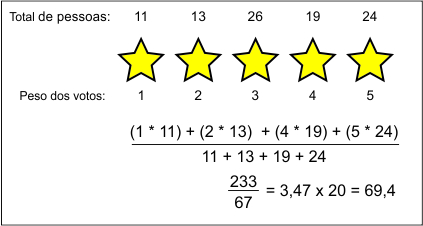 Total de pessoas: 11 13 26 19 24
Peso dos votos: 1 2 3 4 5
(1 * 11) + (2 * 13) + (4 * 19) + (5 * 24)
11 + 13 + 19 + 24
233
67
= 3,47 x 20 = 69,4